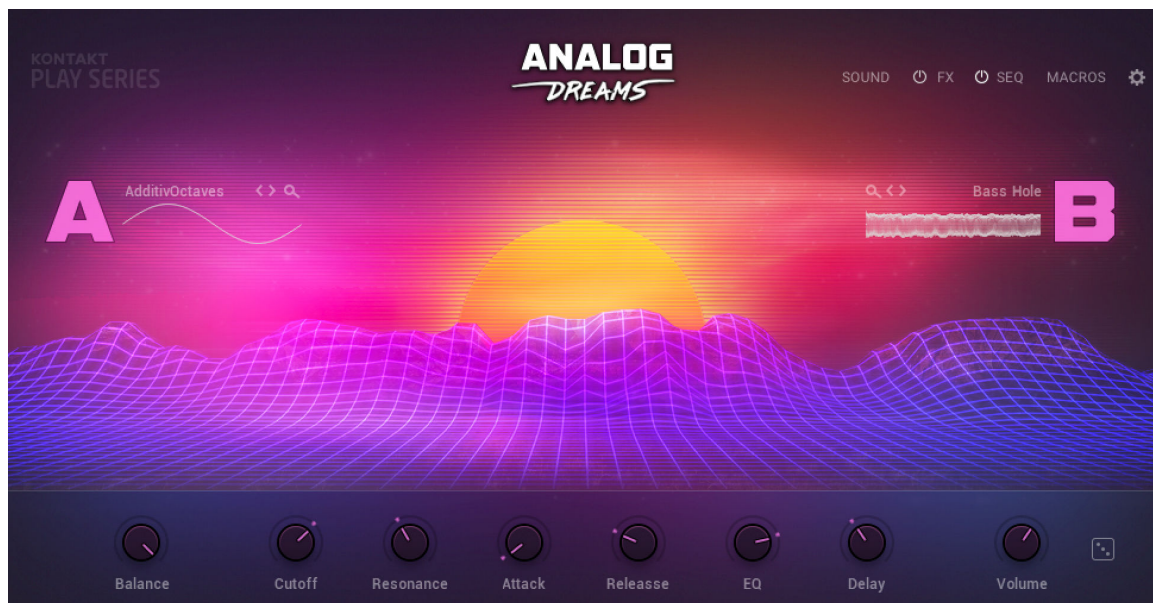 KONTAKT
PLAY SERIES
ANALOG
DREAMS
SOUND FX SEQ MACROS
A
AdditivOctaves
Bass Hole
B
Balance Cutoff Resonance Attack Releasse EQ Delay Volume